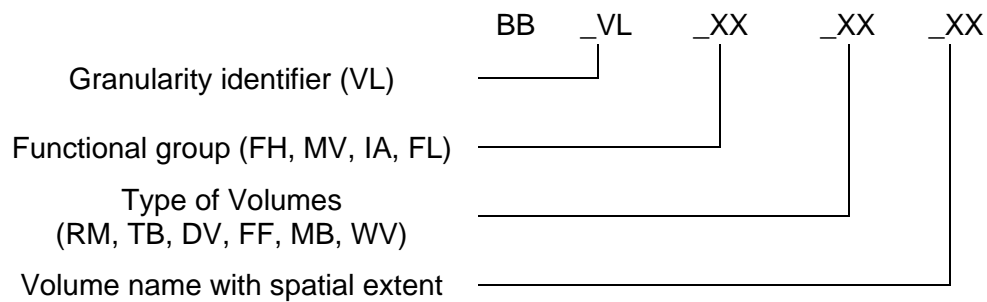 BB _VL _XX _XX _XX
Granularity identifier (VL)
Functional group (FH, MV, IA, FL)
Type of Volumes
(RM, TB, DV, FF, MB, WV)
Volume name with spatial extent